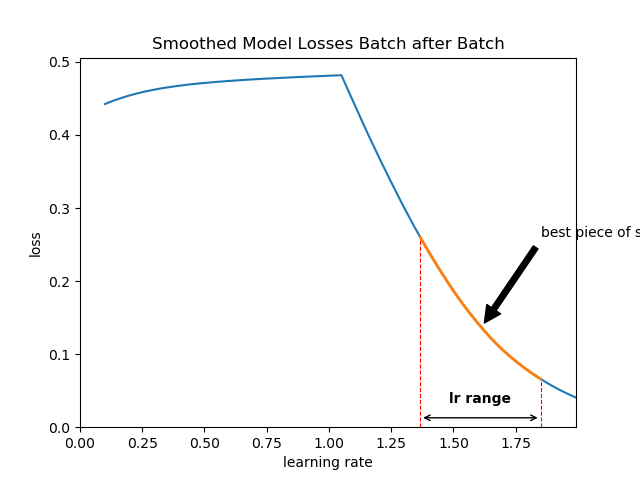 Smoothed Model Losses Batch after Batch
0.5
0.4
0.3
0.2
0.1
0.0
loss
best piece of s
lr range
0.00 0.25 0.50 0.75 1.00 1.25 1.50 1.75
learning rate